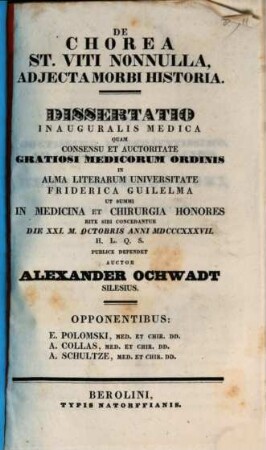 DE
CHOREA
ST. VITI NONNULLA,
ADJECTA MORBI HISTORIA.
DISSERTATIO
INAUGURALIS MEDICA
QUAM
CONSENSU ET AUCTORITATE
GRATIOSI MEDICORUM ORDINIS
IN
ALMA LITERARUM UNIVERSITATE
FRIDERICA GUILELMA
UT SUMMI
IN MEDICINA ET CHIRURGIA HONORES
RITE SIBI CONCEDANTUR
DIE XXI. M. OCTOBRIS ANNI MDCCCXXXVII.
H. L. Q. S.
PUBLICE DEFENDET
AUCTOR
ALEXANDER OCHWADT
SILESIUS.
OPPONENTIBUS:
E. POLOMSKI, MED. ET CHIR. DD.
A. COLLAS, MED. ET CHIR. DD.
A. SCHULTZE, MED. ET CHIR. DD.
BEROLINI,
TYPIS NATORFFIANIS.